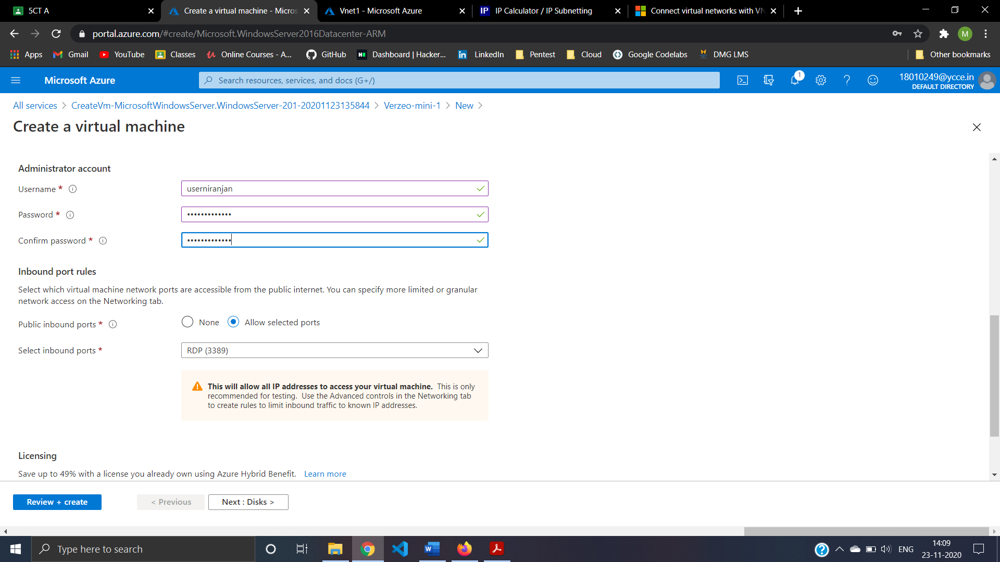 5CT A
Create a virtual machine - Micros
Vnet1 - Microsoft Azure
IP
IP Calculator / IP Subnetting
Connect virtual networks with VN
portal.azure.com/#create/Microsoft.WindowsServer2016Datacenter-ARM
M
Apps
Gmail
YouTube
Classes
Online Courses - A...
GitHub
Dashboard | Hacker...
LinkedIn
Pentest
Cloud
Google Codelabs
DMG LMS
Other bookmarks
Microsoft Azure
Search resources, services, and docs (G+/)
1
18010249@ycce.in
DEFAULT DIRECTORY
All services > CreateVm-MicrosoftWindowsServer.WindowsServer-201-20201123135844 > Verzeo-mini-1 > New >
Create a virtual machine
Administrator account
Username *
userniranjan
Password *
•••••••••••••
Confirm password *
•••••••••••••
Inbound port rules
Select which virtual machine network ports are accessible from the public internet. You can specify more limited or granular
network access on the Networking tab.
Public inbound ports *
None
Allow selected ports
Select inbound ports *
RDP (3389)
This will allow all IP addresses to access your virtual machine. This is only
recommended for testing. Use the Advanced controls in the Networking tab
to create rules to limit inbound traffic to known IP addresses.
Licensing
Save up to 49% with a license you already own using Azure Hybrid Benefit. Learn more
Review + create
< Previous
Next : Disks >
Type here to search
ENG
14:09
23-11-2020